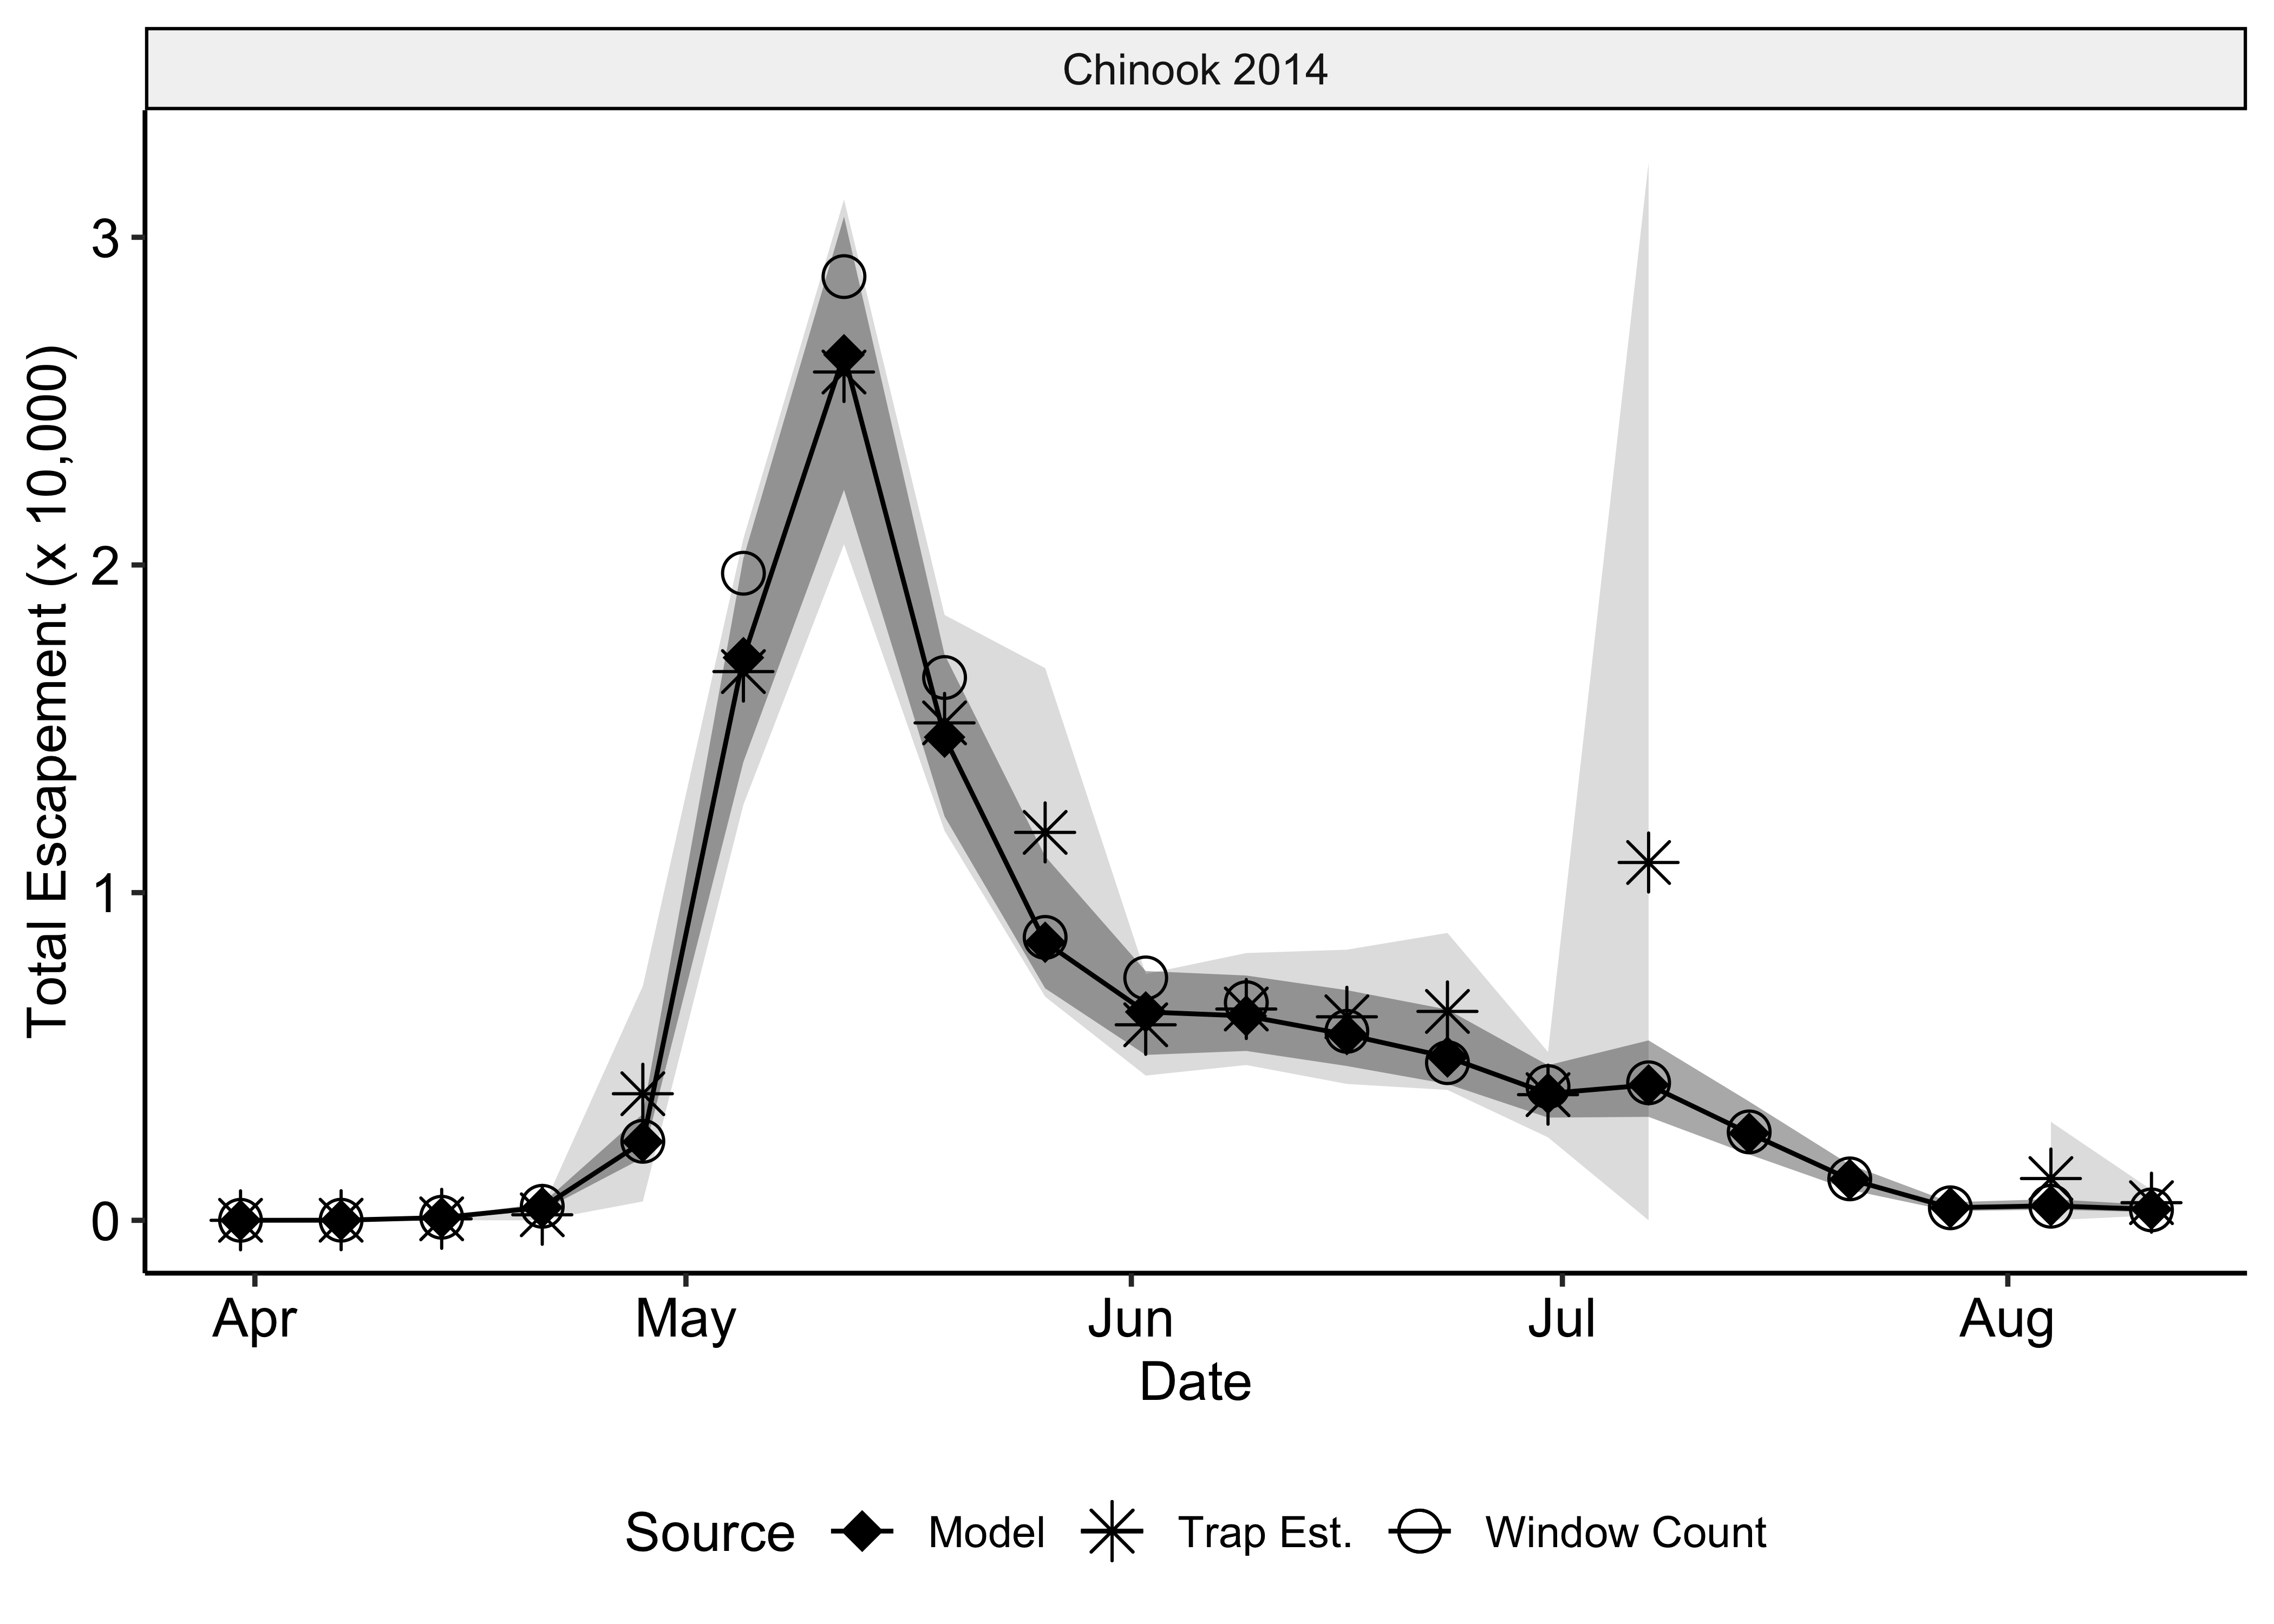 Chinook 2014
Total Escapement (x 10,000)
3
2
1
0
Apr May Jun Jul Aug
Date
Source Model Trap Est. Window Count